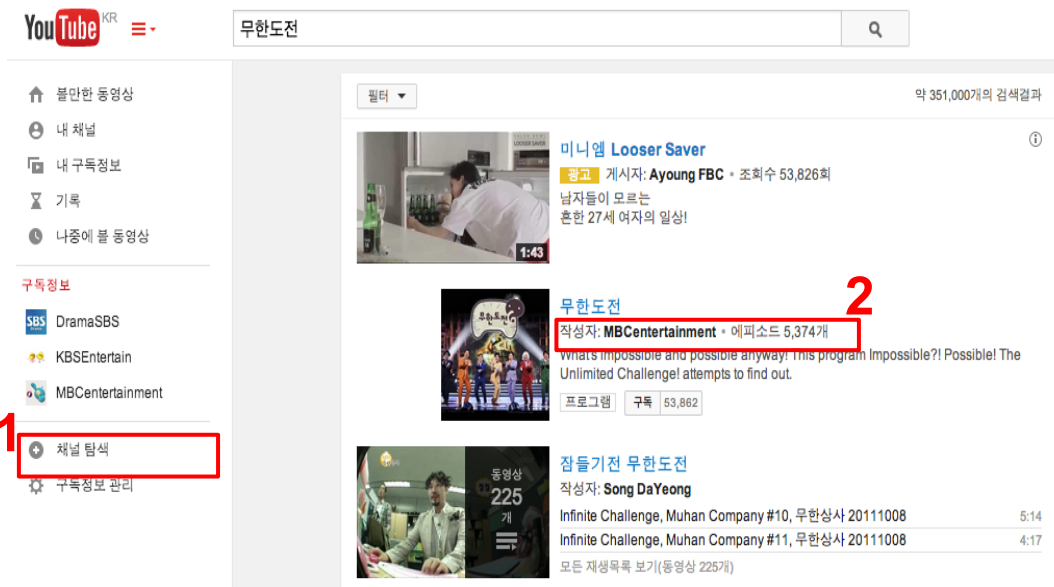 YouTube KR
무한도전
불만한 동영상
내 채널
내 구독정보
기록
나중에 볼 동영상
구독정보
SBS DramaSBS
KBSEntertain
MBCentertainment
1
채널 탐색
구독정보 관리
필터
약 351,000개의 검색결과
LOOSER SAVER
1:43
미니엠 Looser Saver
광고 게시자: Ayoung FBC • 조회수 53,826회
남자들이 모르는
흔한 27세 여자의 일상!
무한도전
무한도전
2
작성자: MBCentertainment • 에피소드 5,374개
What's impossible and possible anyway! This program Impossible?! Possible! The
Unlimited Challenge! attempts to find out.
프로그램 구독 53,862
동영상
225
개
잠들기전 무한도전
작성자: Song DaYeong
Infinite Challenge, Muhan Company #10, 무한상사 20111008 5:14
Infinite Challenge, Muhan Company #11, 무한상사 20111008 4:17
모든 재생목록 보기(동영상 225개)